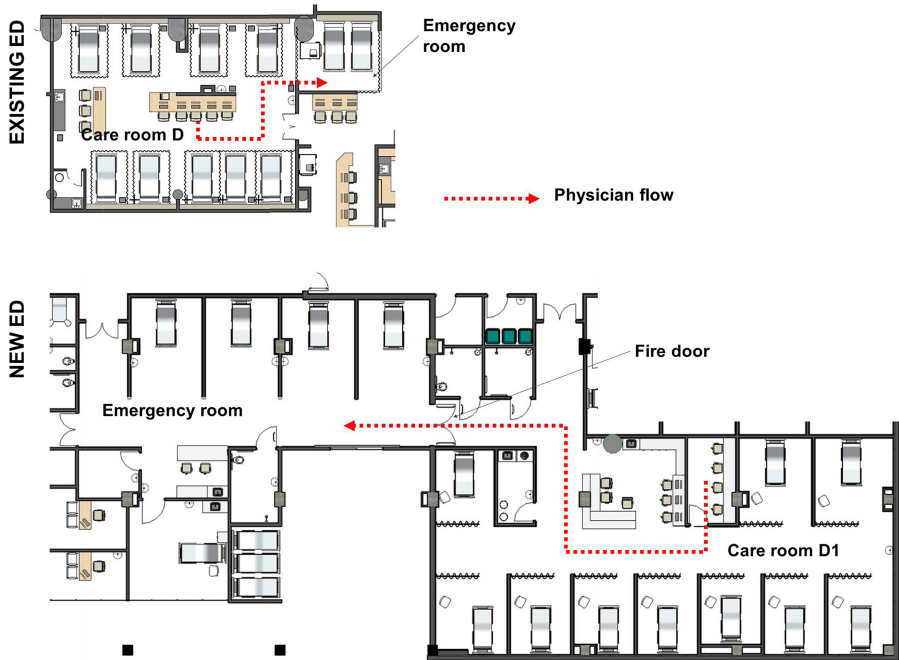 EXISTING ED
Emergency
room
Care room D
Physician flow
NEW ED
Fire door
Emergency room
Care room D1